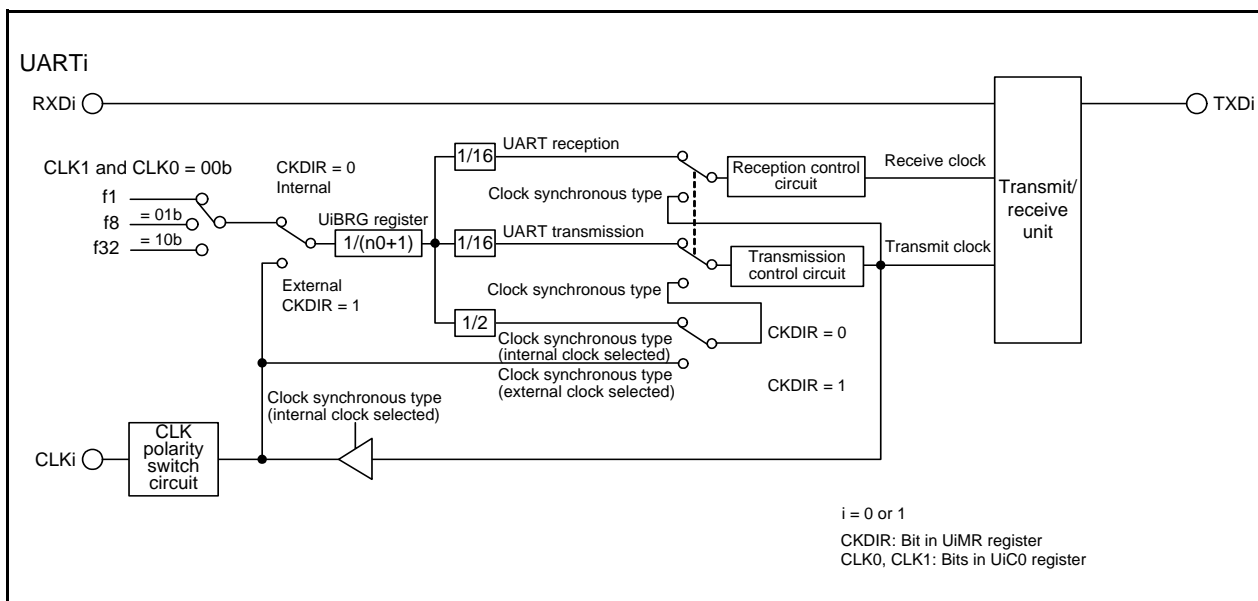 UARTi
RXDi
TXDi
CLK1 and CLK0 = 00b
f1
f8
= 01b
f32
= 10b
CKDIR = 0
Internal
UiBRG register
1/(n0+1)
External
CKDIR = 1
1/16
UART reception
Clock synchronous type
1/16
UART transmission
Clock synchronous type
1/2
Clock synchronous type
(internal clock selected)
Clock synchronous type
(external clock selected)
CKDIR = 0
CKDIR = 1
Reception control
circuit
Receive clock
Transmission
control circuit
Transmit clock
Transmit/
receive
unit
Clock synchronous type
(internal clock selected)
CLKi
CLK
polarity
switch
circuit
i = 0 or 1
CKDIR: Bit in UiMR register
CLK0, CLK1: Bits in UiC0 register